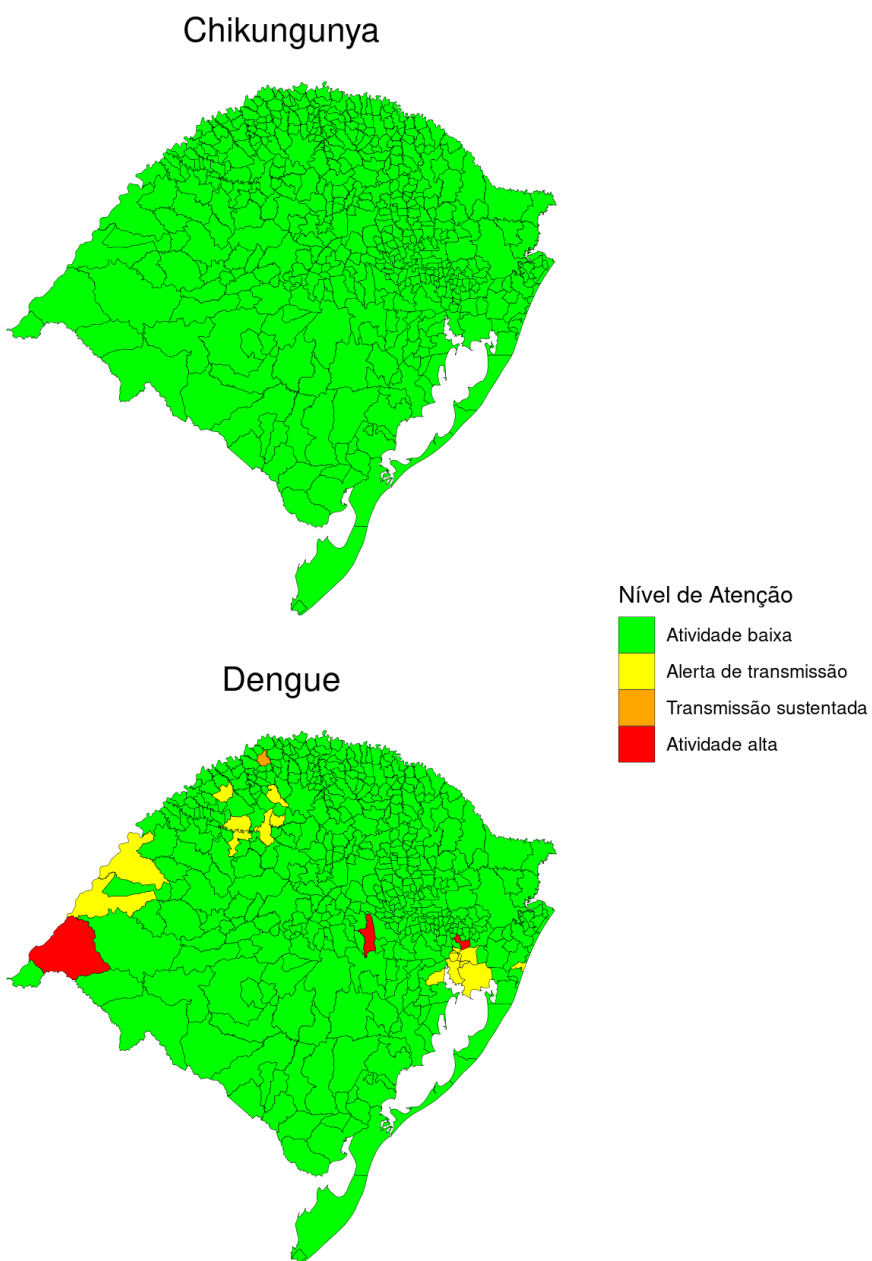 Chikungunya
Nível de Atenção
Atividade baixa
Alerta de transmissão
Transmissão sustentada
Atividade alta
Dengue